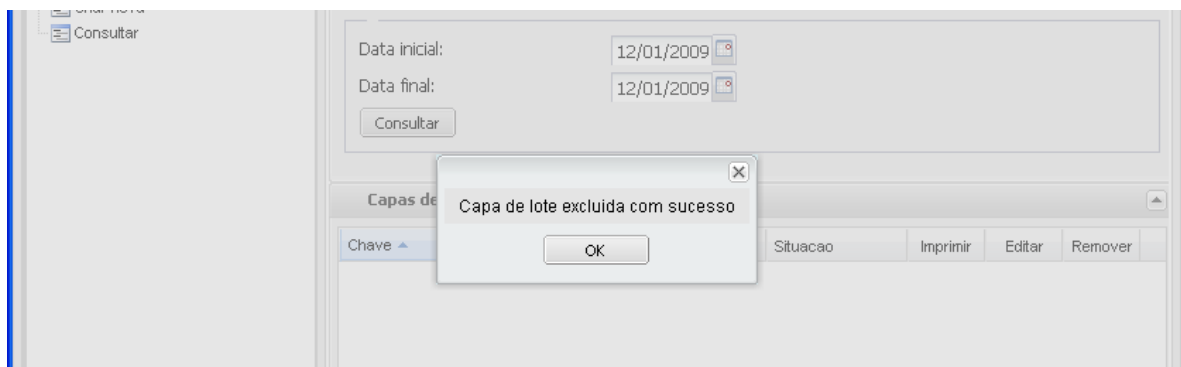 Consultar
Data inicial: 12/01/2009
Data final: 12/01/2009
Consultar
Capas de
Capa de lote excluida com sucesso
OK
Chave Situacao Imprimir Editar Remover